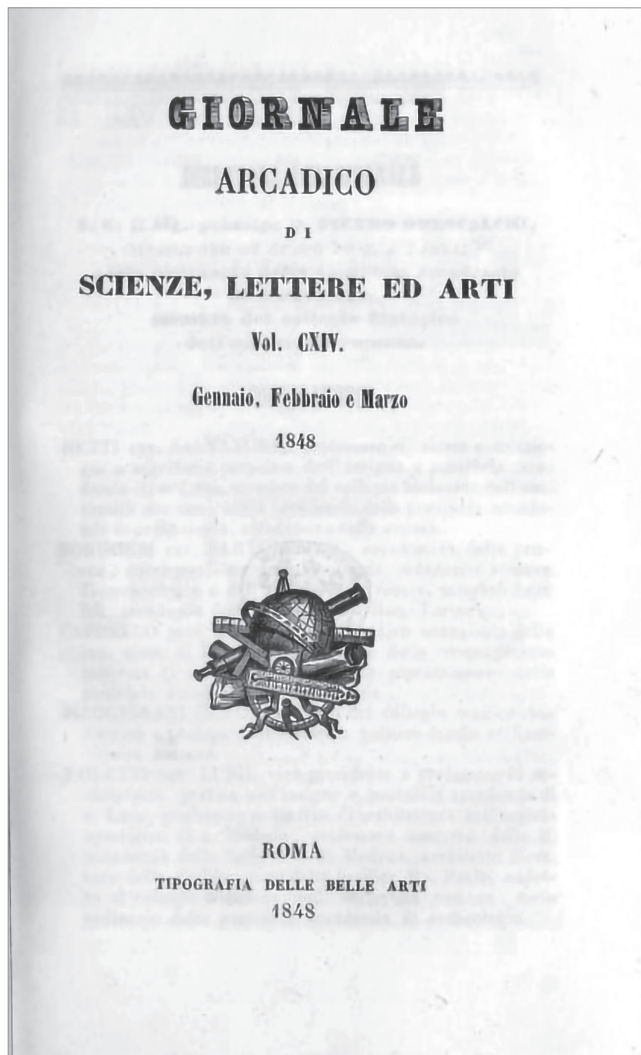 GIORNALE
ARCADICO
DI
SCIENZE, LETTERE ED ARTI
Vol. CXIV.
Gennaio, Febbraio e Marzo
1848
ROMA
TIPOGRAFIA DELLE BELLE ARTI
1848